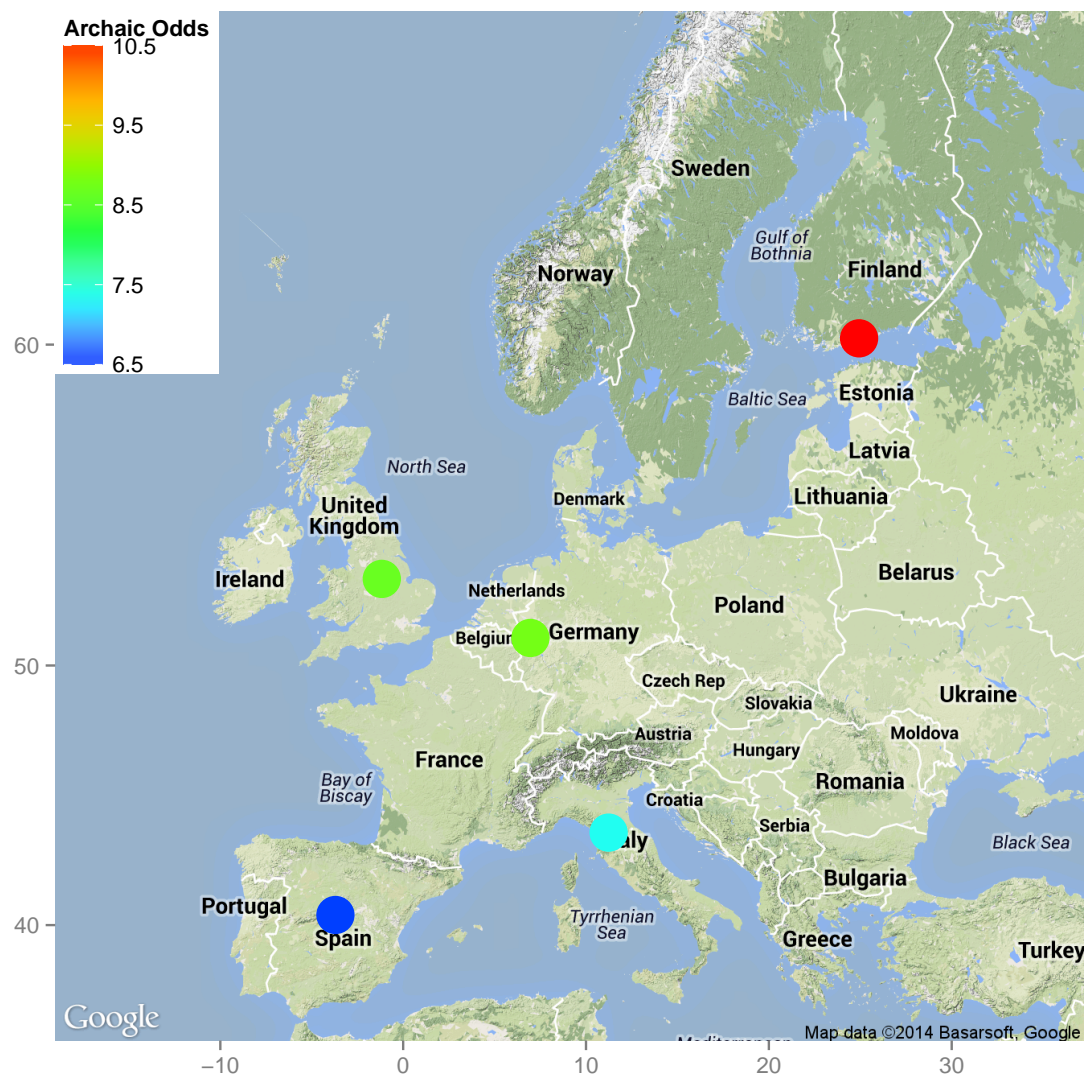 Archaic Odds
10.5
9.5
8.5
7.5
6.5
Sweden
Gulf of
Bothnia
Norway
Finland
60
Baltic Sea
Estonia
Latvia
North Sea
Denmark
Lithuania
United
Kingdom
Ireland
Netherlands
Belarus
Poland
Belgiu
Germany
50
Czech Rep
Slovakia
Ukraine
Austria
Moldova
Hungary
France
Bay of
Biscay
Romania
Croatia
Serbia
aly
Black Sea
Bulgaria
Portugal
Spain
40
Tyrrhenian
Sea
Greece
Turkey
Google
Map data ©2014 Basarsoft, Google
−10
0
10
20
30